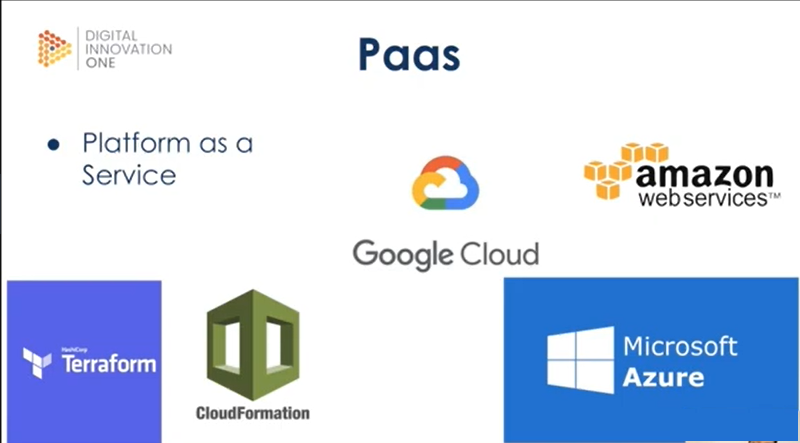 DIGITAL
INNOVATION
ONE
Paas
Platform as a
Service
Google Cloud
amazon
webservices™
HashiCorp
Terraform
CloudFormation
Microsoft
Azure